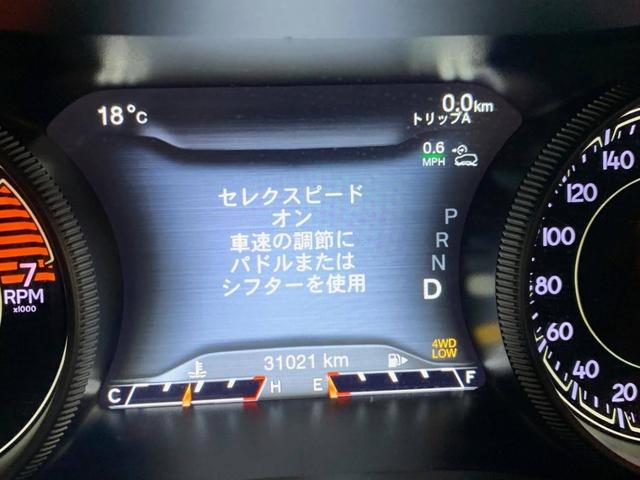 18°C
0.0km
トリップA
0.6
MPH
セレクスピード
オン
車速の調節に
パドルまたは
シフターを使用
P
R
N
D
4WD
LOW
31021 km
C H E F
7
RPM
x1000
140
120
100
80
60
40
20